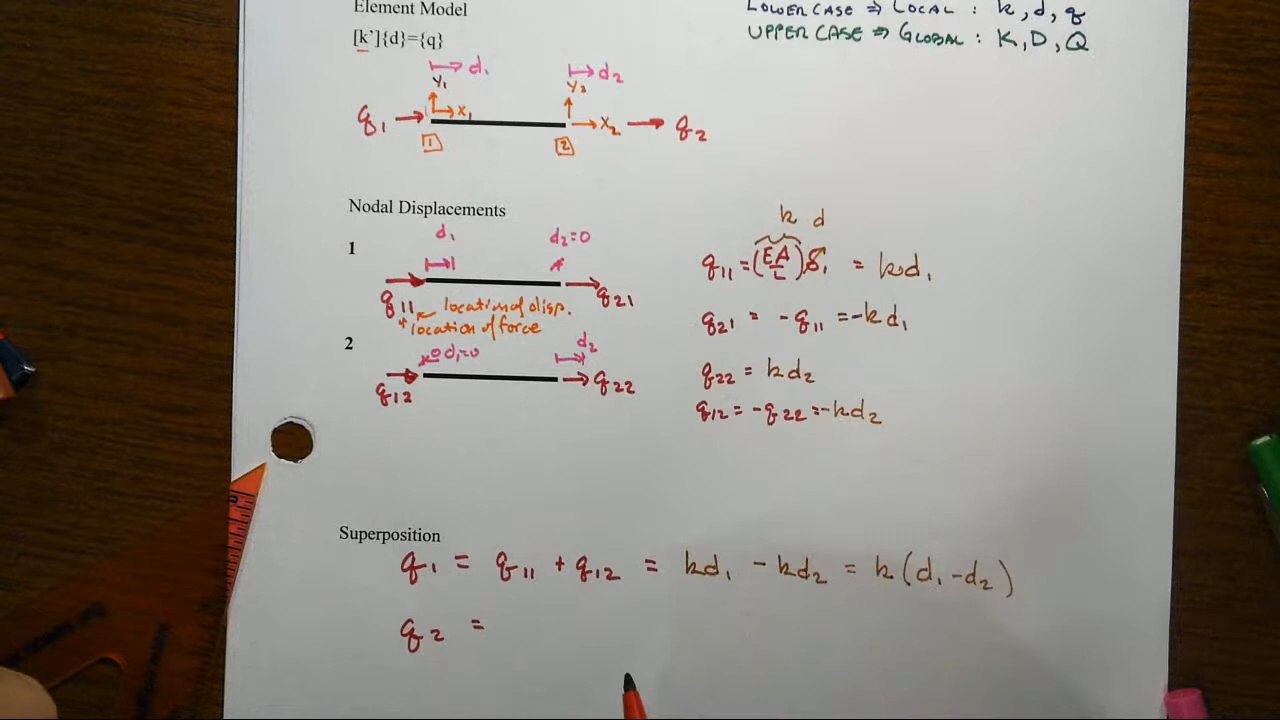 Element Model
LOWER CASE ⇒ LOCAL : k, d, q
[k']{d}={q}
UPPER CASE ⇒ GLOBAL : K, D, Q
d₁
d₂
y₁
y₂
q₁
x₁
x₂
q₂
1
2
Nodal Displacements
k d
1
d₁
d₂=0
q₁₁ = (EA/L)δ₁ = kd₁
q₁₁
q₂₁
location of disp.
location of force
q₂₁ = -q₁₁ = -kd₁
2
d₁=0
d₂
q₁₂
q₂₂
q₂₂ = kd₂
q₁₂ = -q₂₂ = -kd₂
Superposition
q₁ = q₁₁ + q₁₂ = kd₁ - kd₂ = k(d₁-d₂)
q₂ =